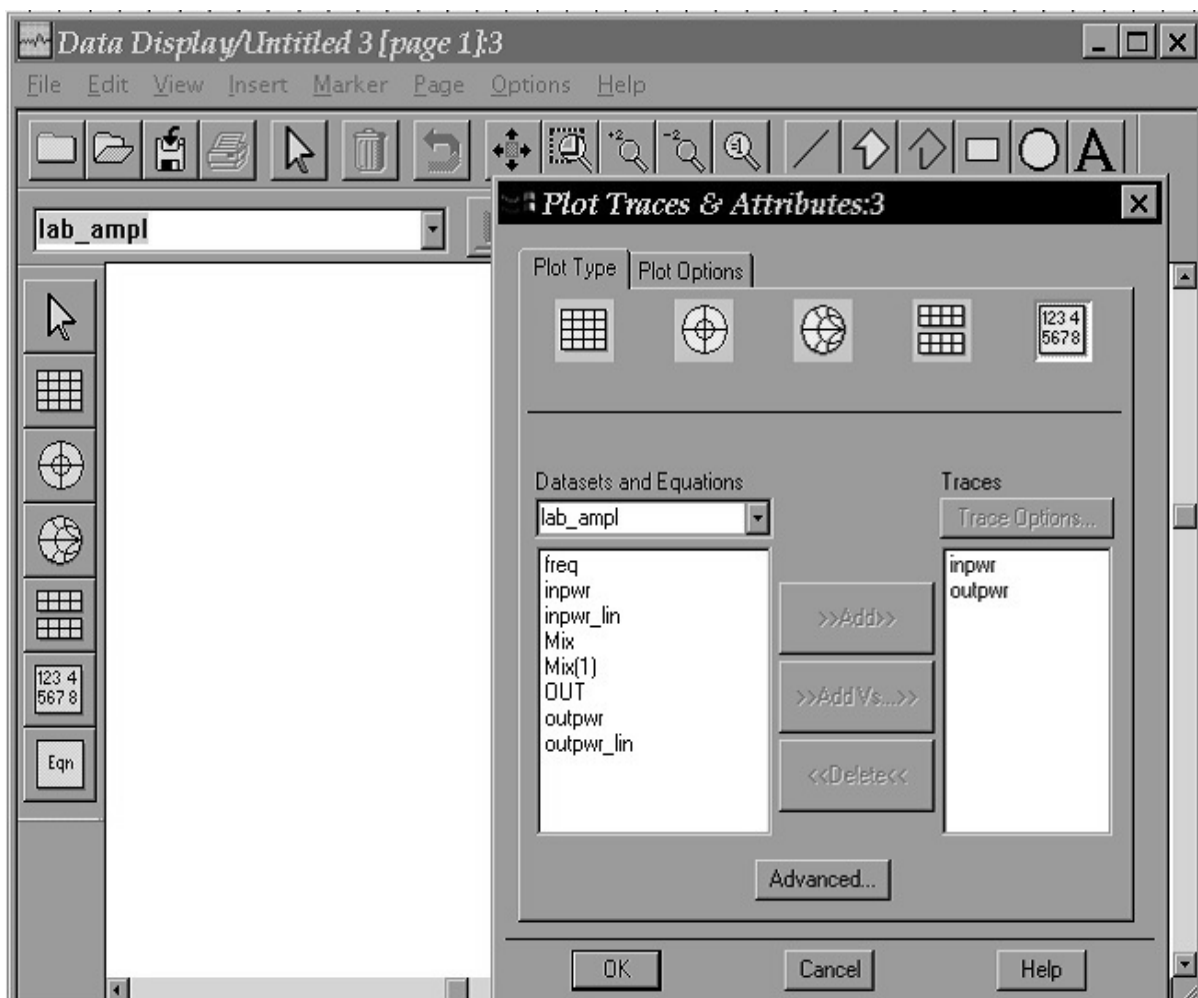 Data Display/Untitled 3 [page 1]:3
File Edit View Insert Marker Page Options Help
+2 -2 =1 A
Plot Traces & Attributes:3
lab_ampl
Plot Type Plot Options
123 4
5678
Datasets and Equations
Traces
lab_ampl
Trace Options...
freq
inpwr
inpwr_lin
Mix
Mix(1)
OUT
outpwr
outpwr_lin
>>Add>>
>>Add Vs...>>
<<Delete<<
inpwr
outpwr
123 4
567 8
Eqn
Advanced...
OK Cancel Help